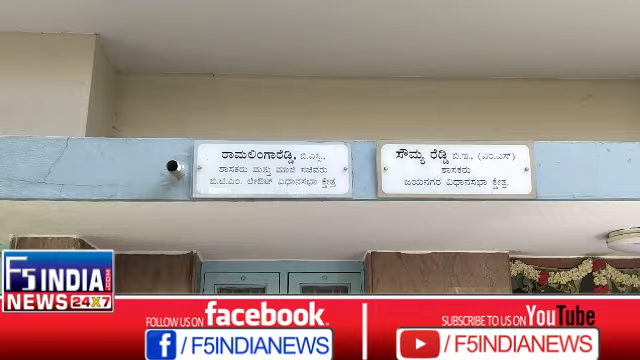 ರಾಮಲಿಂಗಾರೆಡ್ಡಿ, ಬಿ.ಎಸ್ಸಿ.,
ಶಾಸಕರು ಮತ್ತು ಮಾಜಿ ಸಚಿವರು
ಬಿ.ಟಿ.ಎಂ. ಲೇಔಟ್ ವಿಧಾನಸಭಾ ಕ್ಷೇತ್ರ
ಸೌಮ್ಯ ರೆಡ್ಡಿ ಬಿ.ಇ., (ಎಂ.ಎಸ್)
ಶಾಸಕರು
ಜಯನಗರ ವಿಧಾನಸಭಾ ಕ್ಷೇತ್ರ
F5 INDIA.COM
NEWS 24X7
FOLLOW US ON facebook
f /F5INDIANEWS
SUBSCRIBE TO US ON YouTube
/F5INDIANEWS